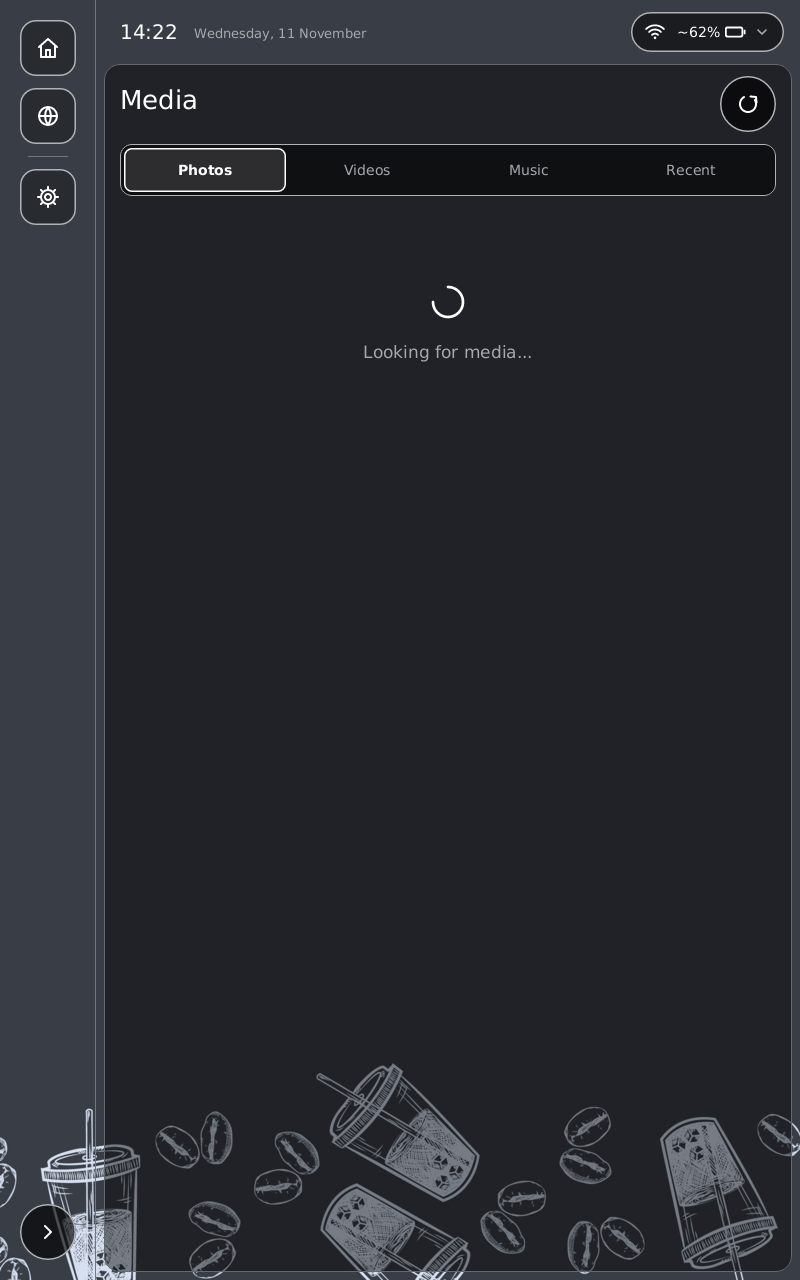 14:22 Wednesday, 11 November ~62%
Media
Photos Videos Music Recent
Looking for media...